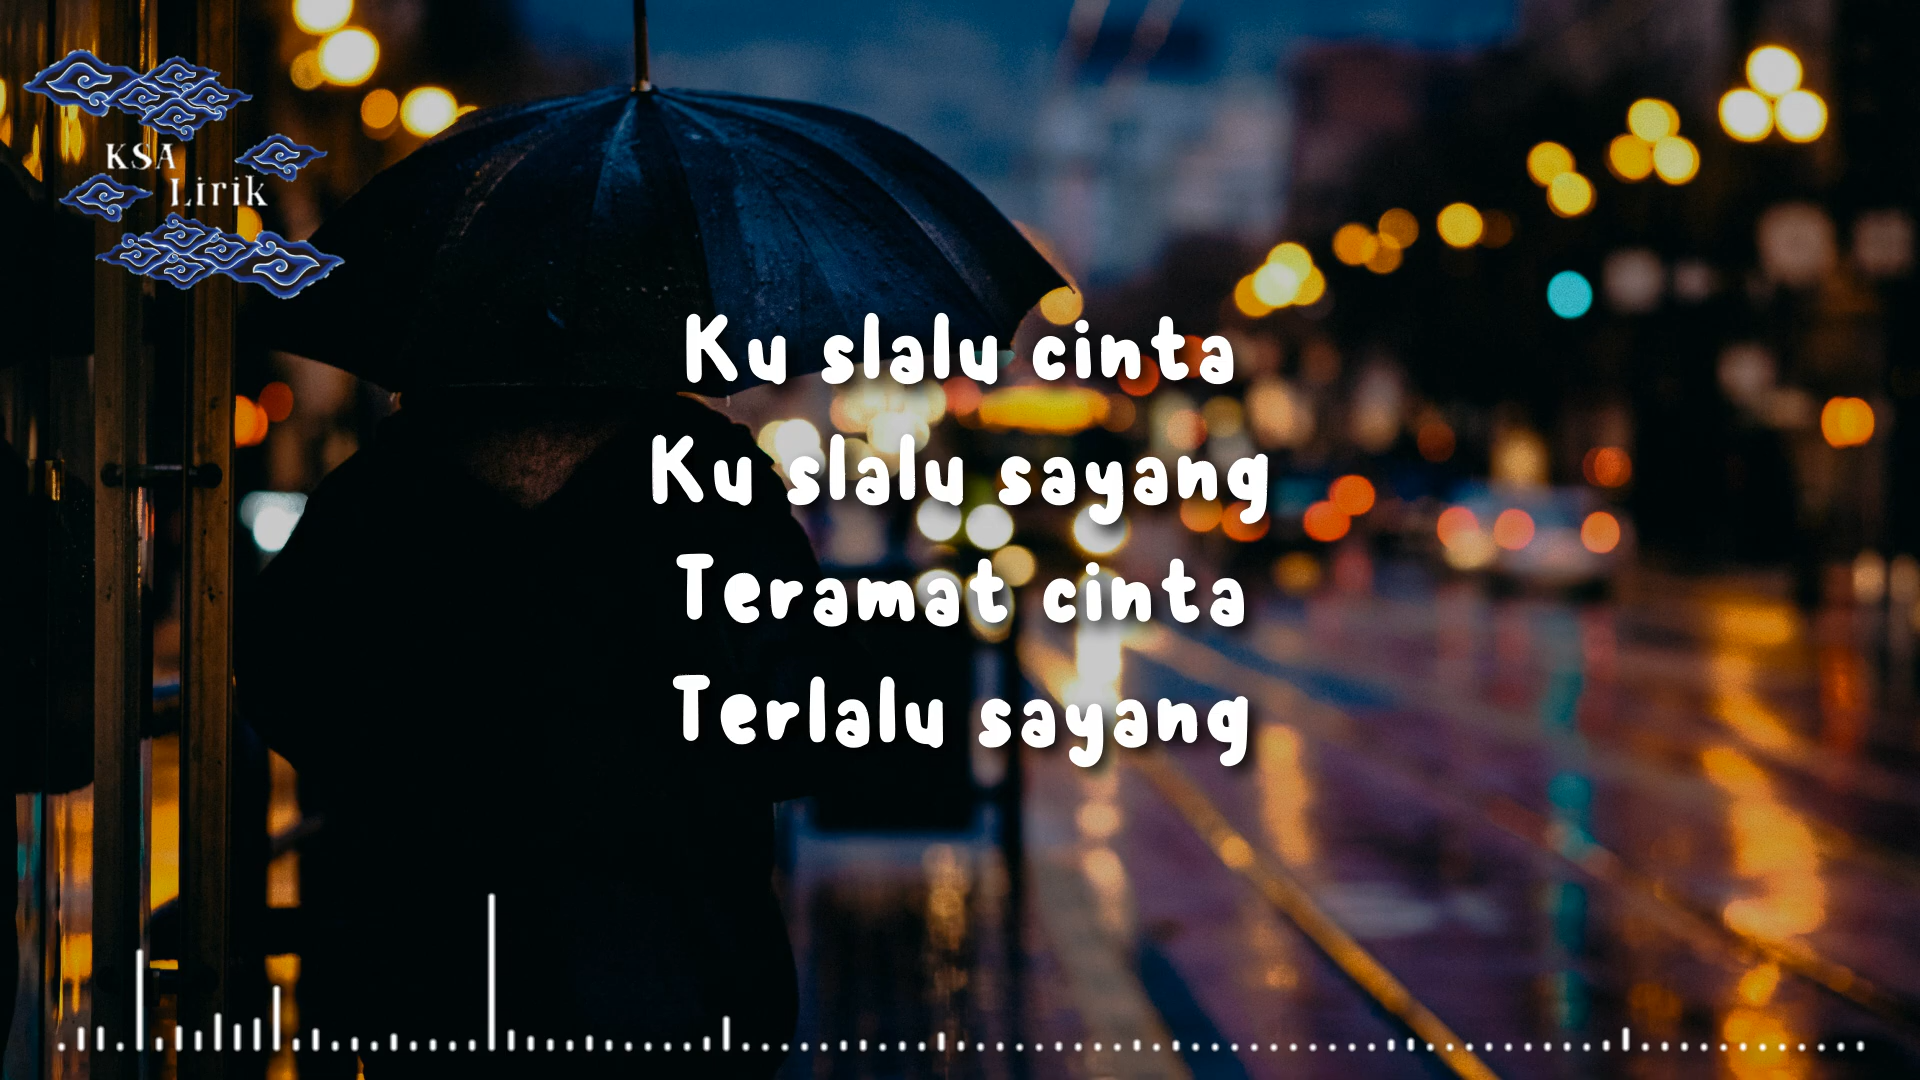 KSA
Lirik
Ku slalu cinta
Ku slalu sayang
Teramat cinta
Terlalu sayang